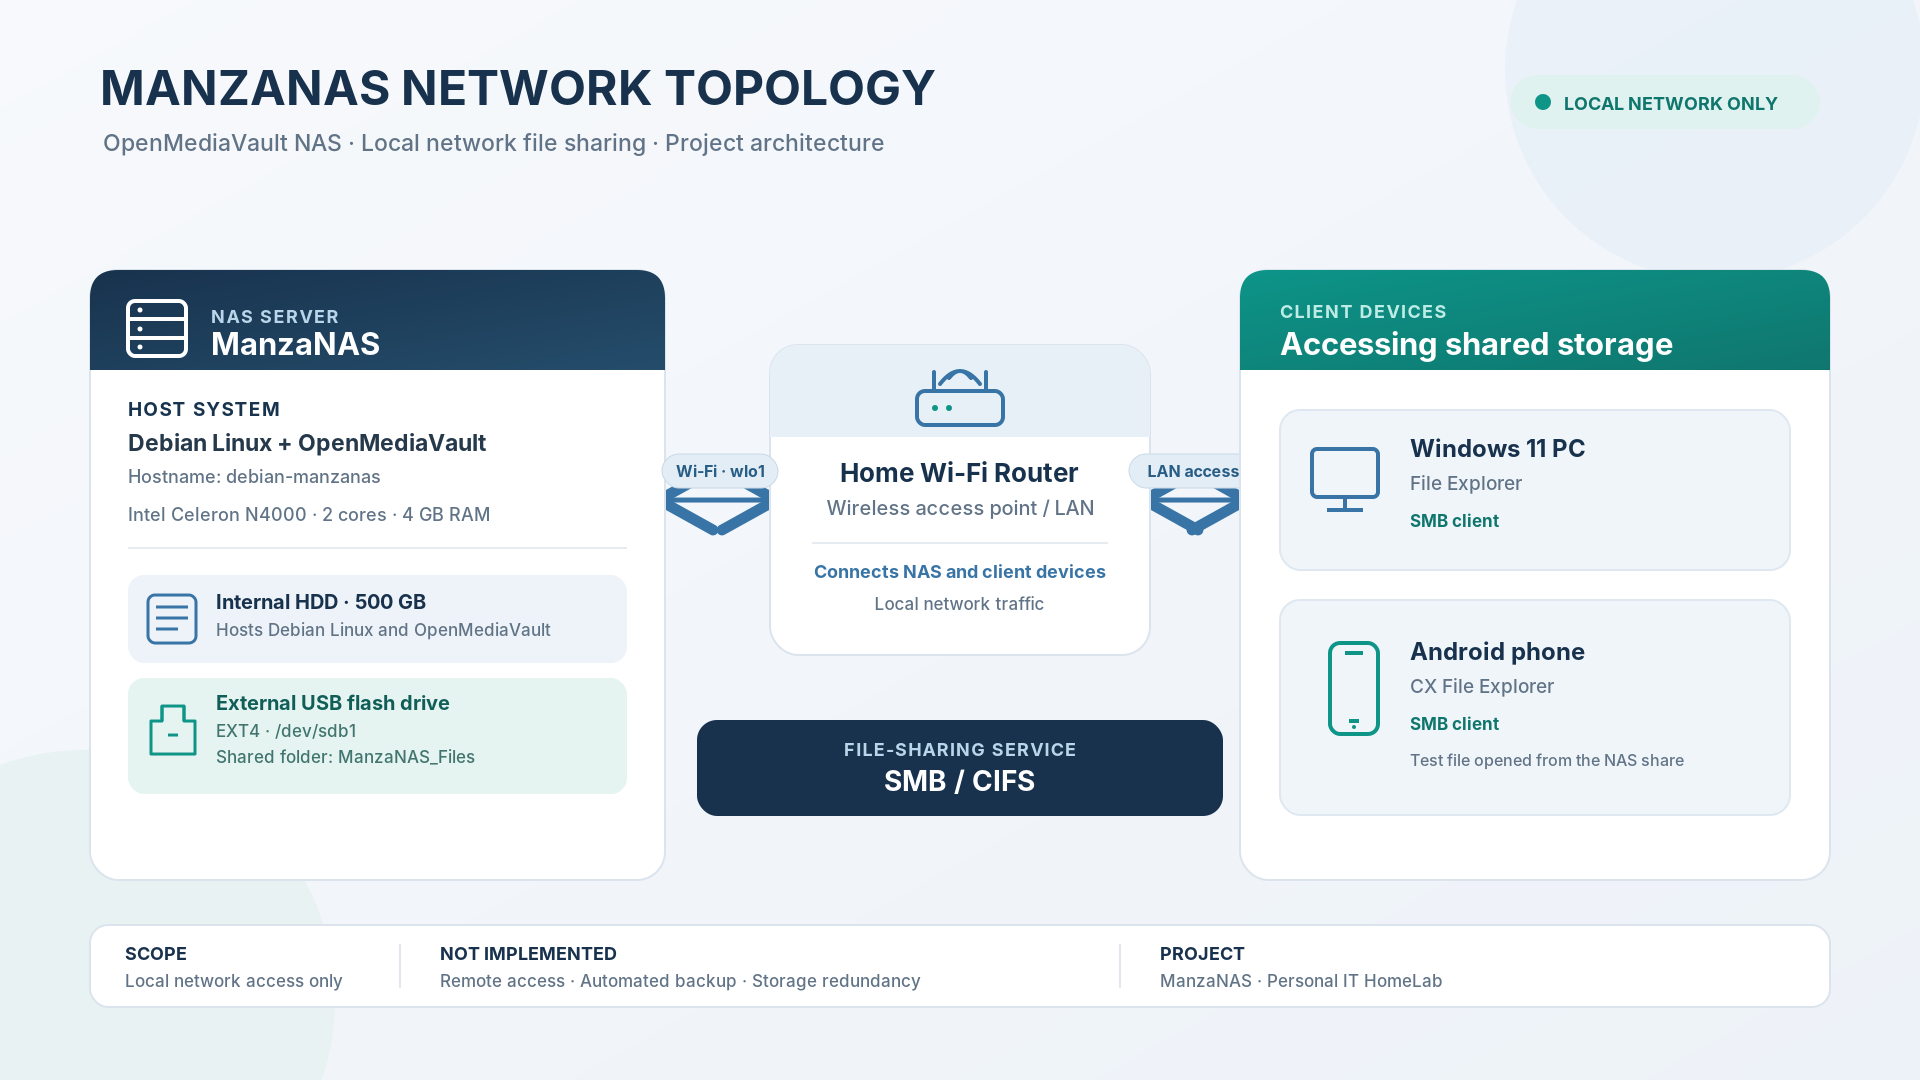 MANZANAS NETWORK TOPOLOGY
OpenMediaVault NAS · Local network file sharing · Project architecture
LOCAL NETWORK ONLY
NAS SERVER
ManzaNAS
HOST SYSTEM
Debian Linux + OpenMediaVault
Hostname: debian-manzanas
Intel Celeron N4000 · 2 cores · 4 GB RAM
Internal HDD · 500 GB
Hosts Debian Linux and OpenMediaVault
External USB flash drive
EXT4 · /dev/sdb1
Shared folder: ManzaNAS_Files
Wi-Fi · wlo1
Home Wi-Fi Router
Wireless access point / LAN
Connects NAS and client devices
Local network traffic
LAN access
FILE-SHARING SERVICE
SMB / CIFS
CLIENT DEVICES
Accessing shared storage
Windows 11 PC
File Explorer
SMB client
Android phone
CX File Explorer
SMB client
Test file opened from the NAS share
SCOPE
Local network access only
NOT IMPLEMENTED
Remote access · Automated backup · Storage redundancy
PROJECT
ManzaNAS · Personal IT HomeLab